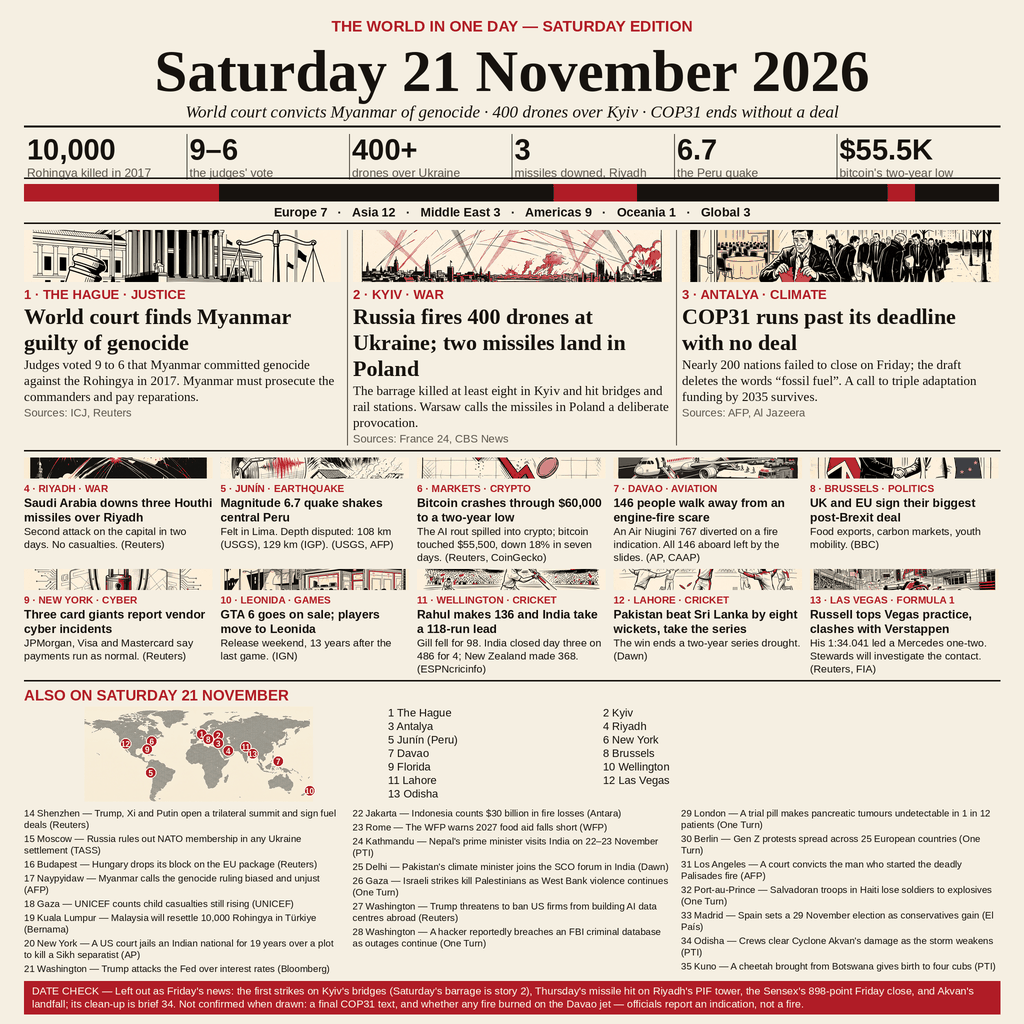 THE WORLD IN ONE DAY — SATURDAY EDITION
Saturday 21 November 2026
World court convicts Myanmar of genocide · 400 drones over Kyiv · COP31 ends without a deal
10,000
Rohingya killed in 2017
9–6
the judges' vote
400+
drones over Ukraine
3
missiles downed, Riyadh
6.7
the Peru quake
$55.5K
bitcoin's two-year low
Europe 7 · Asia 12 · Middle East 3 · Americas 9 · Oceania 1 · Global 3
1 · THE HAGUE · JUSTICE
World court finds Myanmar
guilty of genocide
Judges voted 9 to 6 that Myanmar committed genocide
against the Rohingya in 2017. Myanmar must prosecute the
commanders and pay reparations.
Sources: ICJ, Reuters
2 · KYIV · WAR
Russia fires 400 drones at
Ukraine; two missiles land in
Poland
The barrage killed at least eight in Kyiv and hit bridges and
rail stations. Warsaw calls the missiles in Poland a deliberate
provocation.
Sources: France 24, CBS News
3 · ANTALYA · CLIMATE
COP31 runs past its deadline
with no deal
Nearly 200 nations failed to close on Friday; the draft
deletes the words “fossil fuel”. A call to triple adaptation
funding by 2035 survives.
Sources: AFP, Al Jazeera
4 · RIYADH · WAR
Saudi Arabia downs three Houthi
missiles over Riyadh
Second attack on the capital in two
days. No casualties. (Reuters)
5 · JUNÍN · EARTHQUAKE
Magnitude 6.7 quake shakes
central Peru
Felt in Lima. Depth disputed: 108 km
(USGS), 129 km (IGP). (USGS, AFP)
6 · MARKETS · CRYPTO
Bitcoin crashes through $60,000
to a two-year low
The AI rout spilled into crypto; bitcoin
touched $55,500, down 18% in seven
days. (Reuters, CoinGecko)
7 · DAVAO · AVIATION
146 people walk away from an
engine-fire scare
An Air Niugini 767 diverted on a fire
indication. All 146 aboard left by the
slides. (AP, CAAP)
8 · BRUSSELS · POLITICS
UK and EU sign their biggest
post-Brexit deal
Food exports, carbon markets, youth
mobility. (BBC)
9 · NEW YORK · CYBER
Three card giants report vendor
cyber incidents
JPMorgan, Visa and Mastercard say
payments run as normal. (Reuters)
10 · LEONIDA · GAMES
GTA 6 goes on sale; players
move to Leonida
Release weekend, 13 years after the
last game. (IGN)
11 · WELLINGTON · CRICKET
Rahul makes 136 and India take
a 118-run lead
Gill fell for 98. India closed day three on
486 for 4; New Zealand made 368.
(ESPNcricinfo)
12 · LAHORE · CRICKET
Pakistan beat Sri Lanka by eight
wickets, take the series
The win ends a two-year series drought.
(Dawn)
13 · LAS VEGAS · FORMULA 1
Russell tops Vegas practice,
clashes with Verstappen
His 1:34.041 led a Mercedes one-two.
Stewards will investigate the contact.
(Reuters, FIA)
ALSO ON SATURDAY 21 NOVEMBER
12
6
9
5
1
8
2
3
4
11
13
7
10
1 The Hague
2 Kyiv
3 Antalya
4 Riyadh
5 Junín (Peru)
6 New York
7 Davao
8 Brussels
9 Florida
10 Wellington
11 Lahore
12 Las Vegas
13 Odisha
14 Shenzhen — Trump, Xi and Putin open a trilateral summit and sign fuel
deals (Reuters)
15 Moscow — Russia rules out NATO membership in any Ukraine
settlement (TASS)
16 Budapest — Hungary drops its block on the EU package (Reuters)
17 Naypyidaw — Myanmar calls the genocide ruling biased and unjust
(AFP)
18 Gaza — UNICEF counts child casualties still rising (UNICEF)
19 Kuala Lumpur — Malaysia will resettle 10,000 Rohingya in Türkiye
(Bernama)
20 New York — A US court jails an Indian national for 19 years over a plot
to kill a Sikh separatist (AP)
21 Washington — Trump attacks the Fed over interest rates (Bloomberg)
22 Jakarta — Indonesia counts $30 billion in fire losses (Antara)
23 Rome — The WFP warns 2027 food aid falls short (WFP)
24 Kathmandu — Nepal's prime minister visits India on 22–23 November
(PTI)
25 Delhi — Pakistan's climate minister joins the SCO forum in India (Dawn)
26 Gaza — Israeli strikes kill Palestinians as West Bank violence continues
(One Turn)
27 Washington — Trump threatens to ban US firms from building AI data
centres abroad (Reuters)
28 Washington — A hacker reportedly breaches an FBI criminal database
as outages continue (One Turn)
29 London — A trial pill makes pancreatic tumours undetectable in 1 in 12
patients (One Turn)
30 Berlin — Gen Z protests spread across 25 European countries (One
Turn)
31 Los Angeles — A court convicts the man who started the deadly
Palisades fire (AFP)
32 Port-au-Prince — Salvadoran troops in Haiti lose soldiers to explosives
(One Turn)
33 Madrid — Spain sets a 29 November election as conservatives gain (El
País)
34 Odisha — Crews clear Cyclone Akvan's damage as the storm weakens
(PTI)
35 Kuno — A cheetah brought from Botswana gives birth to four cubs (PTI)
DATE CHECK — Left out as Friday's news: the first strikes on Kyiv's bridges (Saturday's barrage is story 2), Thursday's missile hit on Riyadh's PIF tower, the Sensex's 898-point Friday close, and Akvan's
landfall; its clean-up is brief 34. Not confirmed when drawn: a final COP31 text, and whether any fire burned on the Davao jet — officials report an indication, not a fire.